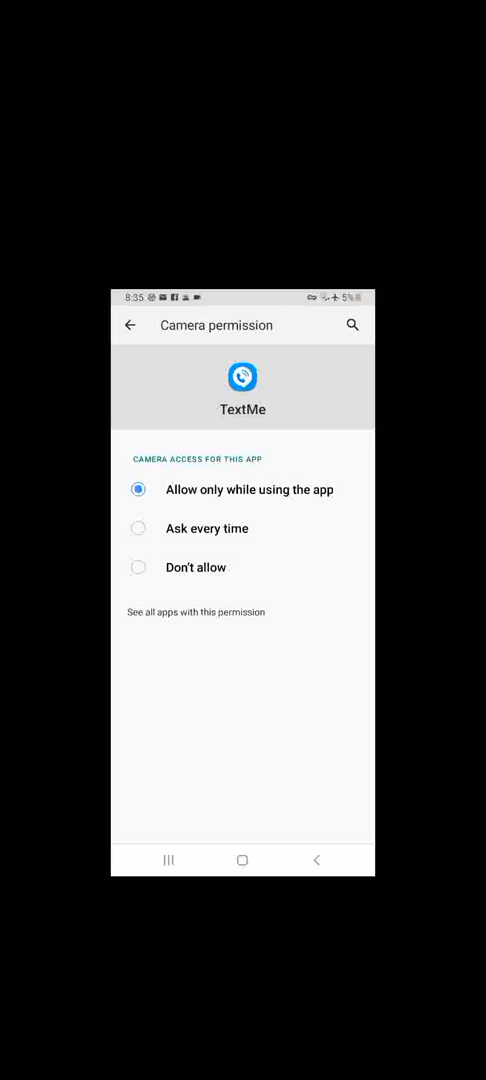 8:35 5%
Camera permission
TextMe
CAMERA ACCESS FOR THIS APP
Allow only while using the app
Ask every time
Don't allow
See all apps with this permission